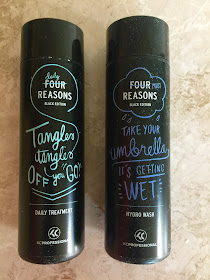 FOUR
REASONS
BLACK EDITION
Tangles
tangles
OFF you GO!
DAILY TREATMENT
KC PROFESSIONAL
FOUR
REASONS
BLACK EDITION
TAKE YOUR
umbrella
IT'S GETTING
WET
HYDRO WASH
KC PROFESSIONAL